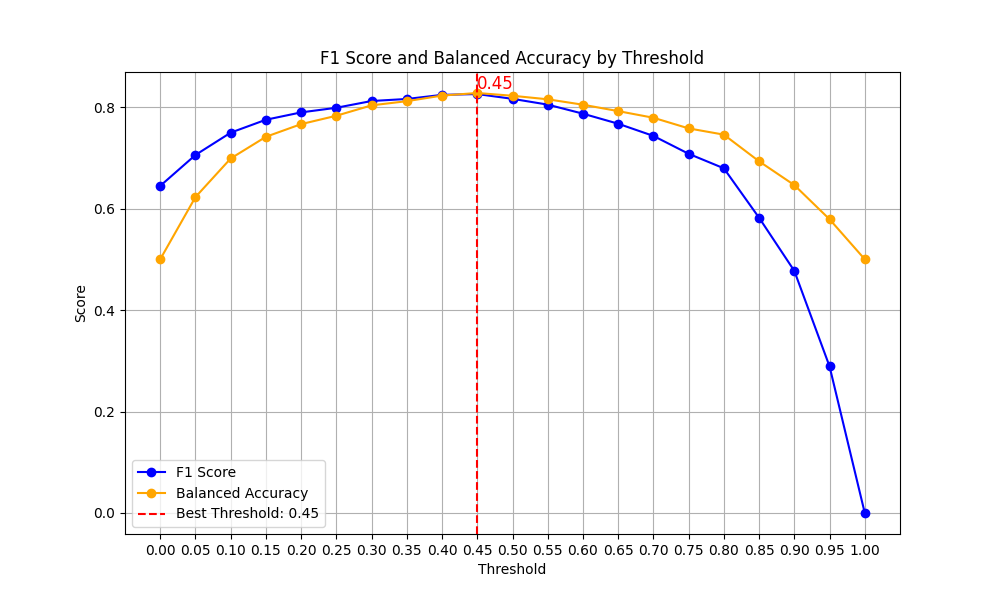 F1 Score and Balanced Accuracy by Threshold
0.45
0.8
0.6
0.4
0.2
0.0
Score
F1 Score
Balanced Accuracy
Best Threshold: 0.45
0.00 0.05 0.10 0.15 0.20 0.25 0.30 0.35 0.40 0.45 0.50 0.55 0.60 0.65 0.70 0.75 0.80 0.85 0.90 0.95 1.00
Threshold